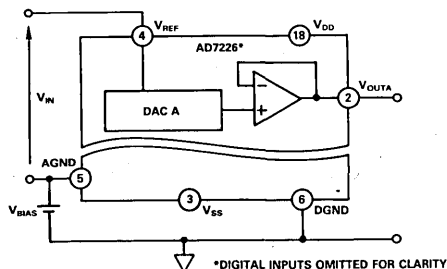 4
VREF
AD7226*
18
VDD
VIN
DAC A
−
+
2
VOUTA
AGND
5
VBIAS
3
VSS
6
DGND
*DIGITAL INPUTS OMITTED FOR CLARITY